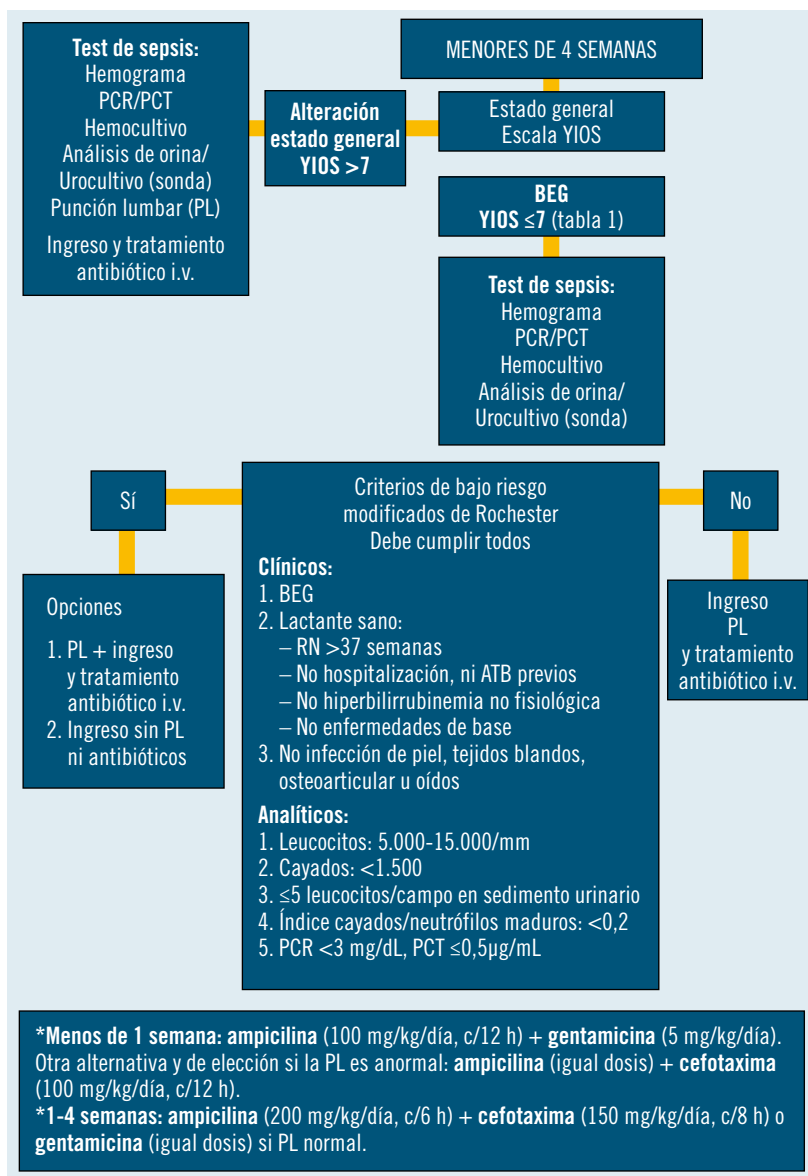 MENORES DE 4 SEMANAS
Estado general
Escala YIOS
Alteración
estado general
YIOS >7
Test de sepsis:
Hemograma
PCR/PCT
Hemocultivo
Análisis de orina/
Urocultivo (sonda)
Punción lumbar (PL)
Ingreso y tratamiento
antibiótico i.v.
BEG
YIOS ≤7 (tabla 1)
Test de sepsis:
Hemograma
PCR/PCT
Hemocultivo
Análisis de orina/
Urocultivo (sonda)
Criterios de bajo riesgo
modificados de Rochester
Debe cumplir todos
Clínicos:
1. BEG
2. Lactante sano:
– RN >37 semanas
– No hospitalización, ni ATB previos
– No hiperbilirrubinemia no fisiológica
– No enfermedades de base
3. No infección de piel, tejidos blandos,
osteoarticular u oídos
Analíticos:
1. Leucocitos: 5.000-15.000/mm
2. Cayados: <1.500
3. ≤5 leucocitos/campo en sedimento urinario
4. Índice cayados/neutrófilos maduros: <0,2
5. PCR <3 mg/dL, PCT ≤0,5µg/mL
Sí
Opciones
1. PL + ingreso
y tratamiento
antibiótico i.v.
2. Ingreso sin PL
ni antibióticos
No
Ingreso
PL
y tratamiento
antibiótico i.v.
*Menos de 1 semana: ampicilina (100 mg/kg/día, c/12 h) + gentamicina (5 mg/kg/día).
Otra alternativa y de elección si la PL es anormal: ampicilina (igual dosis) + cefotaxima
(100 mg/kg/día, c/12 h).
*1-4 semanas: ampicilina (200 mg/kg/día, c/6 h) + cefotaxima (150 mg/kg/día, c/8 h) o
gentamicina (igual dosis) si PL normal.